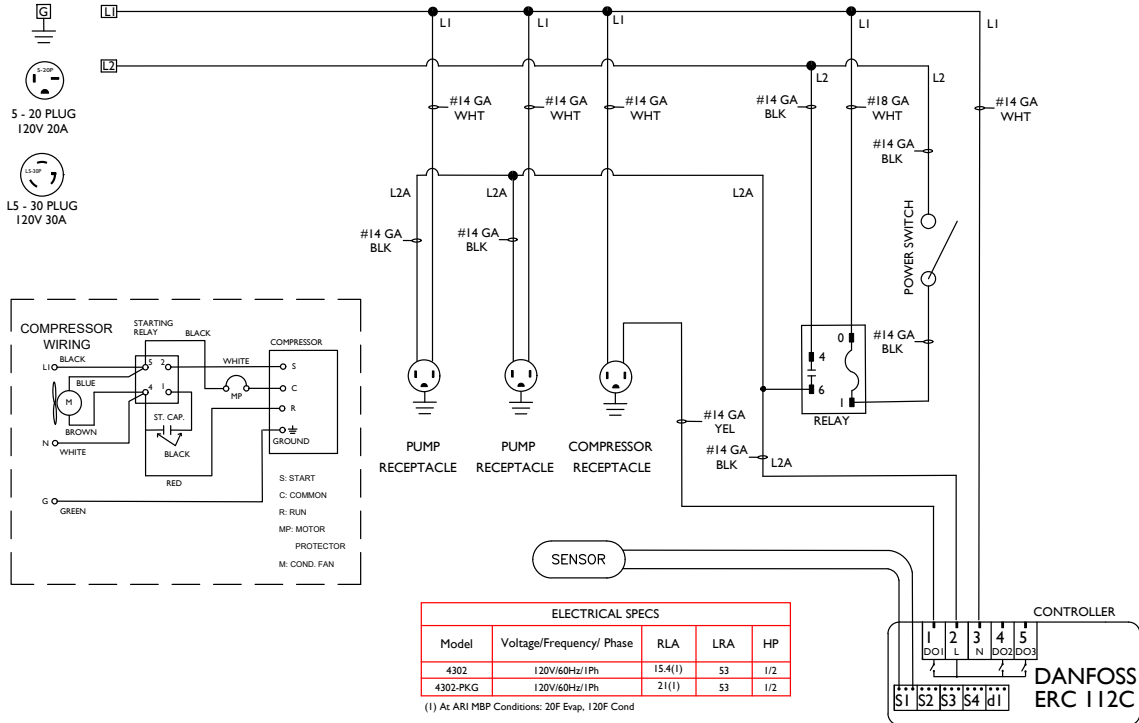 G
L1
L2
5-20P
5 - 20 PLUG
120V 20A
L5-30P
L5 - 30 PLUG
120V 30A
L1
L1
L1
L1
L1
L2
L2
#14 GA
WHT
#14 GA
WHT
#14 GA
WHT
#14 GA
BLK
#18 GA
WHT
#14 GA
WHT
#14 GA
BLK
L2A
L2A
L2A
#14 GA
BLK
#14 GA
BLK
POWER SWITCH
#14 GA
BLK
0
4
6
1
RELAY
PUMP
RECEPTACLE
PUMP
RECEPTACLE
COMPRESSOR
RECEPTACLE
#14 GA
YEL
#14 GA
BLK
L2A
COMPRESSOR
WIRING
STARTING
RELAY
BLACK
COMPRESSOR
L1
BLACK
5
2
WHITE
S
BLUE
M
4
1
MP
C
R
ST. CAP.
BROWN
N
WHITE
BLACK
GROUND
RED
G
GREEN
S: START
C: COMMON
R: RUN
MP: MOTOR
PROTECTOR
M: COND. FAN
SENSOR
ELECTRICAL SPECS
Model Voltage/Frequency/ Phase RLA LRA HP
4302 120V/60Hz/1Ph 15.4(1) 53 1/2
4302-PKG 120V/60Hz/1Ph 21(1) 53 1/2
(1) At ARI MBP Conditions: 20F Evap, 120F Cond
CONTROLLER
1 2 3 4 5
DO1 L N DO2 DO3
S1 S2 S3 S4 d1
DANFOSS
ERC 112C